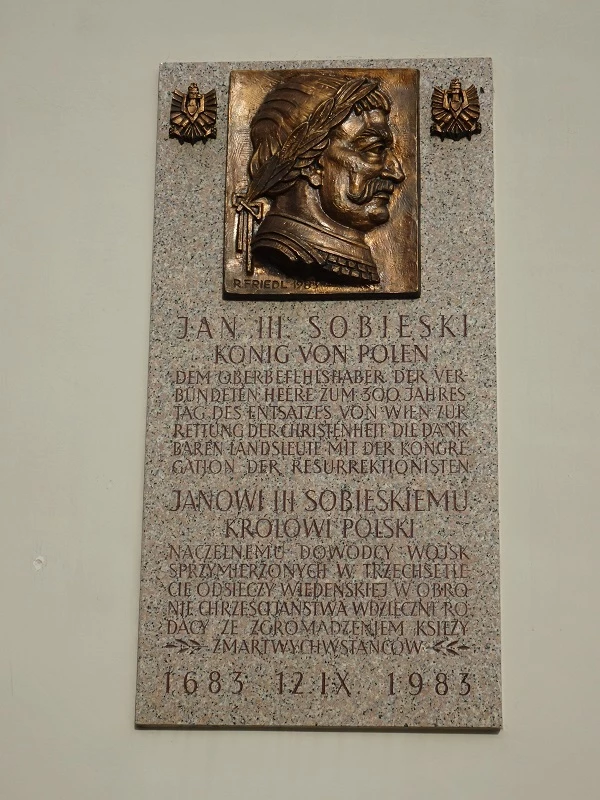 R. FRIEDL 1983
JAN III. SOBIESKI
KÖNIG VON POLEN
DEM OBERBEFEHLSHABER DER VER
BÜNDETEN HEERE ZUM 300. JAHRES
TAG DES ENTSATZES VON WIEN ZUR
RETTUNG DER CHRISTENHEIT DIE DANK
BAREN LANDSLEUTE MIT DER KONGRE
GATION DER RESURREKTIONISTEN
JANOWI III SOBIESKIEMU
KRÓLOWI POLSKI
NACZELNEMU DOWÓDCY WOJSK
SPRZYMIERZONYCH W TRZECHSETLE
CIE ODSIECZY WIEDEŃSKIEJ W OBRO
NIE CHRZEŚCIJAŃSTWA WDZIĘCZNI RO
DACY ZE ZGROMADZENIEM KSIĘŻY
ZMARTWYCHWSTAŃCÓW
1683 12 IX 1983